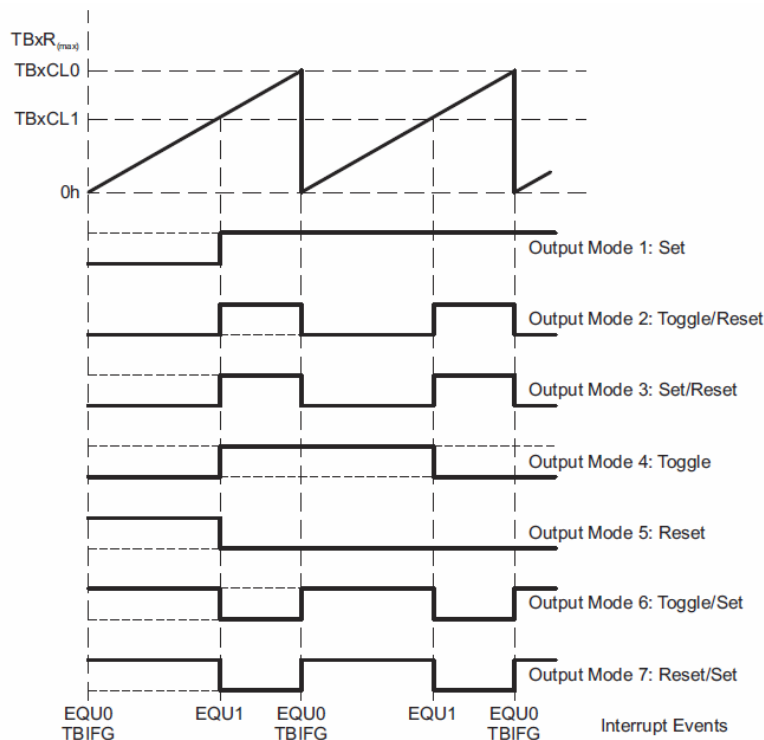 TBxR(max)
TBxCL0
TBxCL1
0h
Output Mode 1: Set
Output Mode 2: Toggle/Reset
Output Mode 3: Set/Reset
Output Mode 4: Toggle
Output Mode 5: Reset
Output Mode 6: Toggle/Set
Output Mode 7: Reset/Set
EQU0 EQU1 EQU0 EQU1 EQU0
TBIFG TBIFG TBIFG Interrupt Events